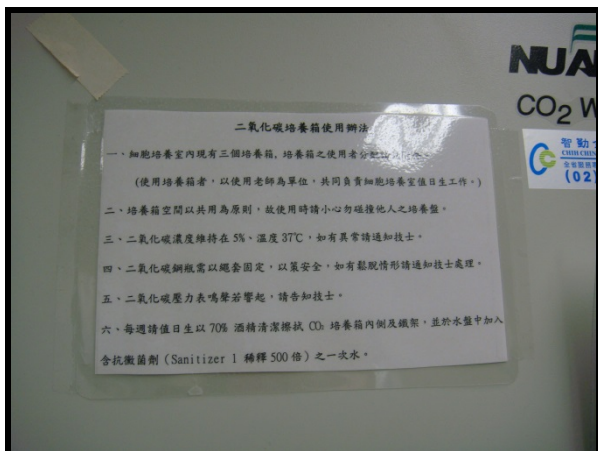 二氧化碳培養箱使用辦法
一、細胞培養室內現有三個培養箱, 培養箱之使用者分
(使用培養箱者，以使用老師為單位，共同負責細胞培養室值日生工作。)
二、培養箱空間以共用為原則，故使用時請小心勿碰撞他人之培養盤。
三、二氧化碳濃度維持在 5%、溫度 37℃，如有異常請通知技士。
四、二氧化碳鋼瓶需以繩套固定，以策安全，如有鬆脫情形請通知技士處理。
五、二氧化碳壓力表鳴聲若響起，請告知技士。
六、每週請值日生以 70% 酒精清潔擦拭 CO₂ 培養箱內側及鐵架，並於水盤中加入
含抗黴菌劑（Sanitizer 1 稀釋 500 倍）之一次水。
NUA
CO₂ W
智勤
CHIH CHIN
(02)